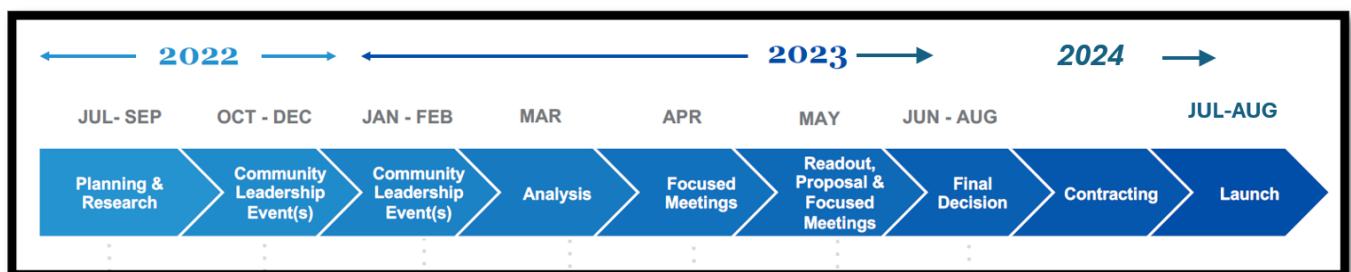 2022
2023
2024
JUL- SEP
OCT - DEC
JAN - FEB
MAR
APR
MAY
JUN - AUG
JUL-AUG
Planning &
Research
Community
Leadership
Event(s)
Community
Leadership
Event(s)
Analysis
Focused
Meetings
Readout,
Proposal &
Focused
Meetings
Final
Decision
Contracting
Launch